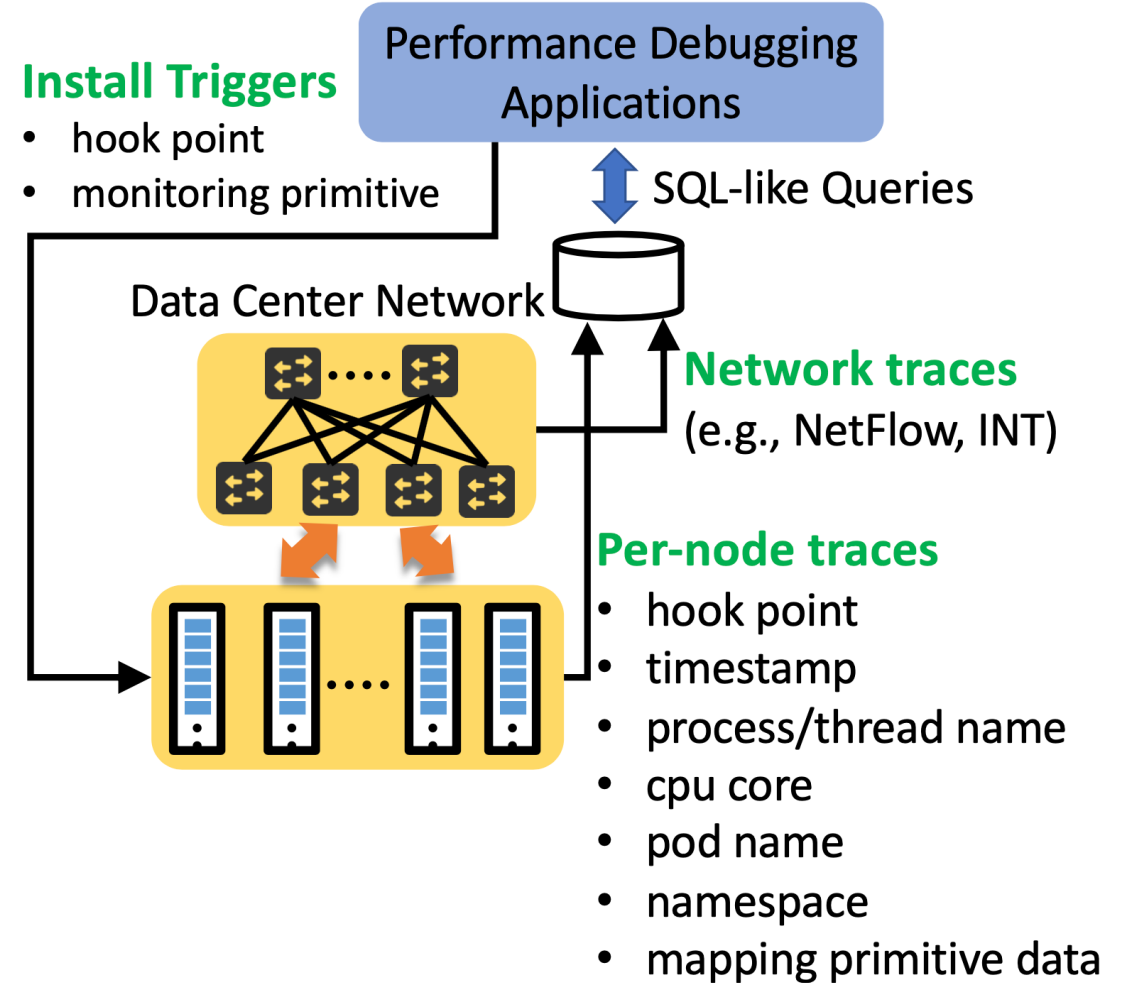 Performance Debugging
Applications
Install Triggers
• hook point
• monitoring primitive
SQL-like Queries
Data Center Network
Network traces
(e.g., NetFlow, INT)
Per-node traces
• hook point
• timestamp
• process/thread name
• cpu core
• pod name
• namespace
• mapping primitive data